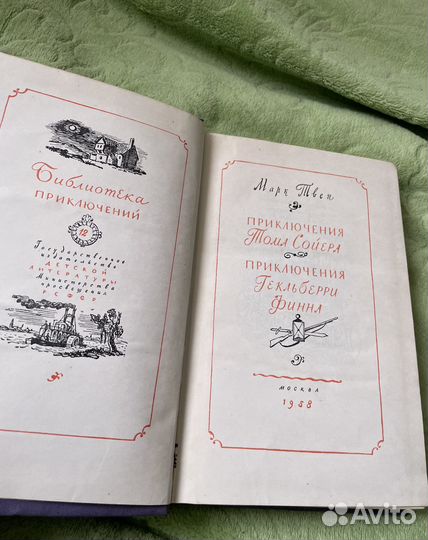 Библиотека
ПРИКЛЮЧЕНИЙ
12
Государственное
издательство
ДЕТСКОЙ
ЛИТЕРАТУРЫ
Министерства
просвещения
РСФСР
Марк Твен
ПРИКЛЮЧЕНИЯ
Тома Сойера
ПРИКЛЮЧЕНИЯ
Гекльберри
Финна
МОСКВА
1958
Avito